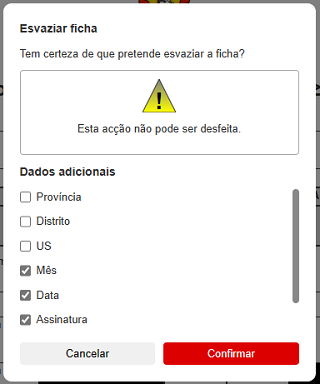 Esvaziar ficha
Tem certeza de que pretende esvaziar a ficha?
!
Esta acção não pode ser desfeita.
Dados adicionais
Província
Distrito
US
Mês
Data
Assinatura
Cancelar
Confirmar